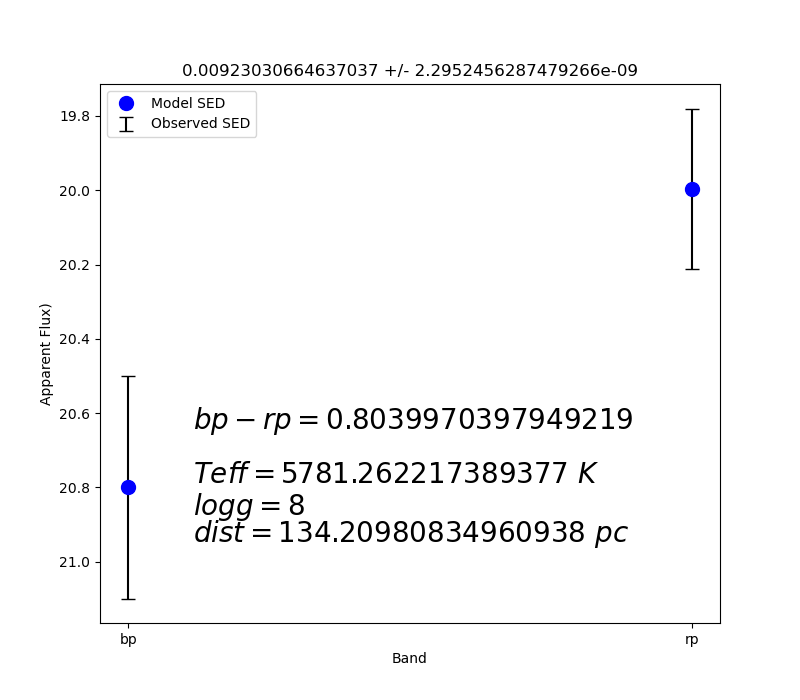 0.00923030664637037 +/- 2.2952456287479266e-09
Model SED
Observed SED
19.8
20.0
20.2
20.4
20.6
20.8
21.0
Apparent Flux)
bp − rp = 0.8039970397949219
Teff = 5781.262217389377 K
logg = 8
dist = 134.20980834960938 pc
bp
rp
Band